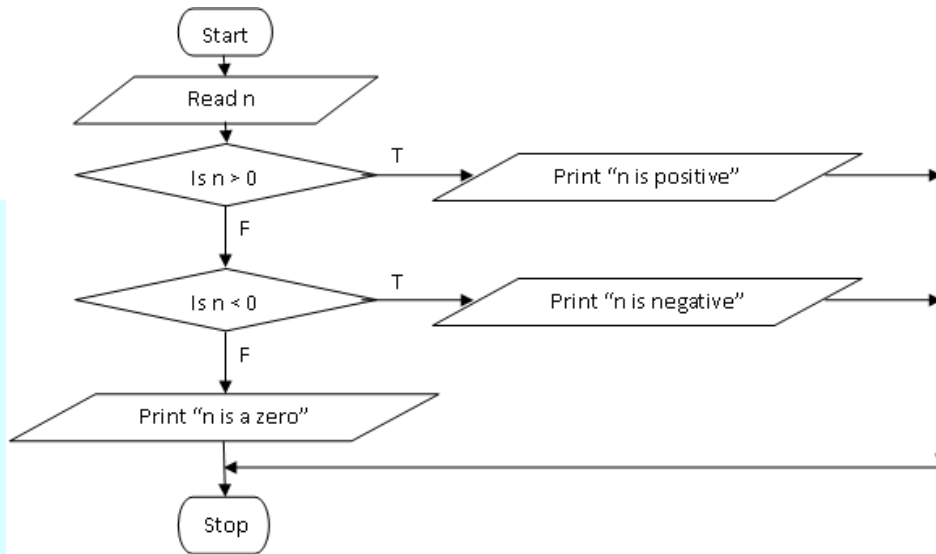 Start
Read n
Is n > 0
T
Print “n is positive”
F
Is n < 0
T
Print “n is negative”
F
Print “n is a zero”
Stop